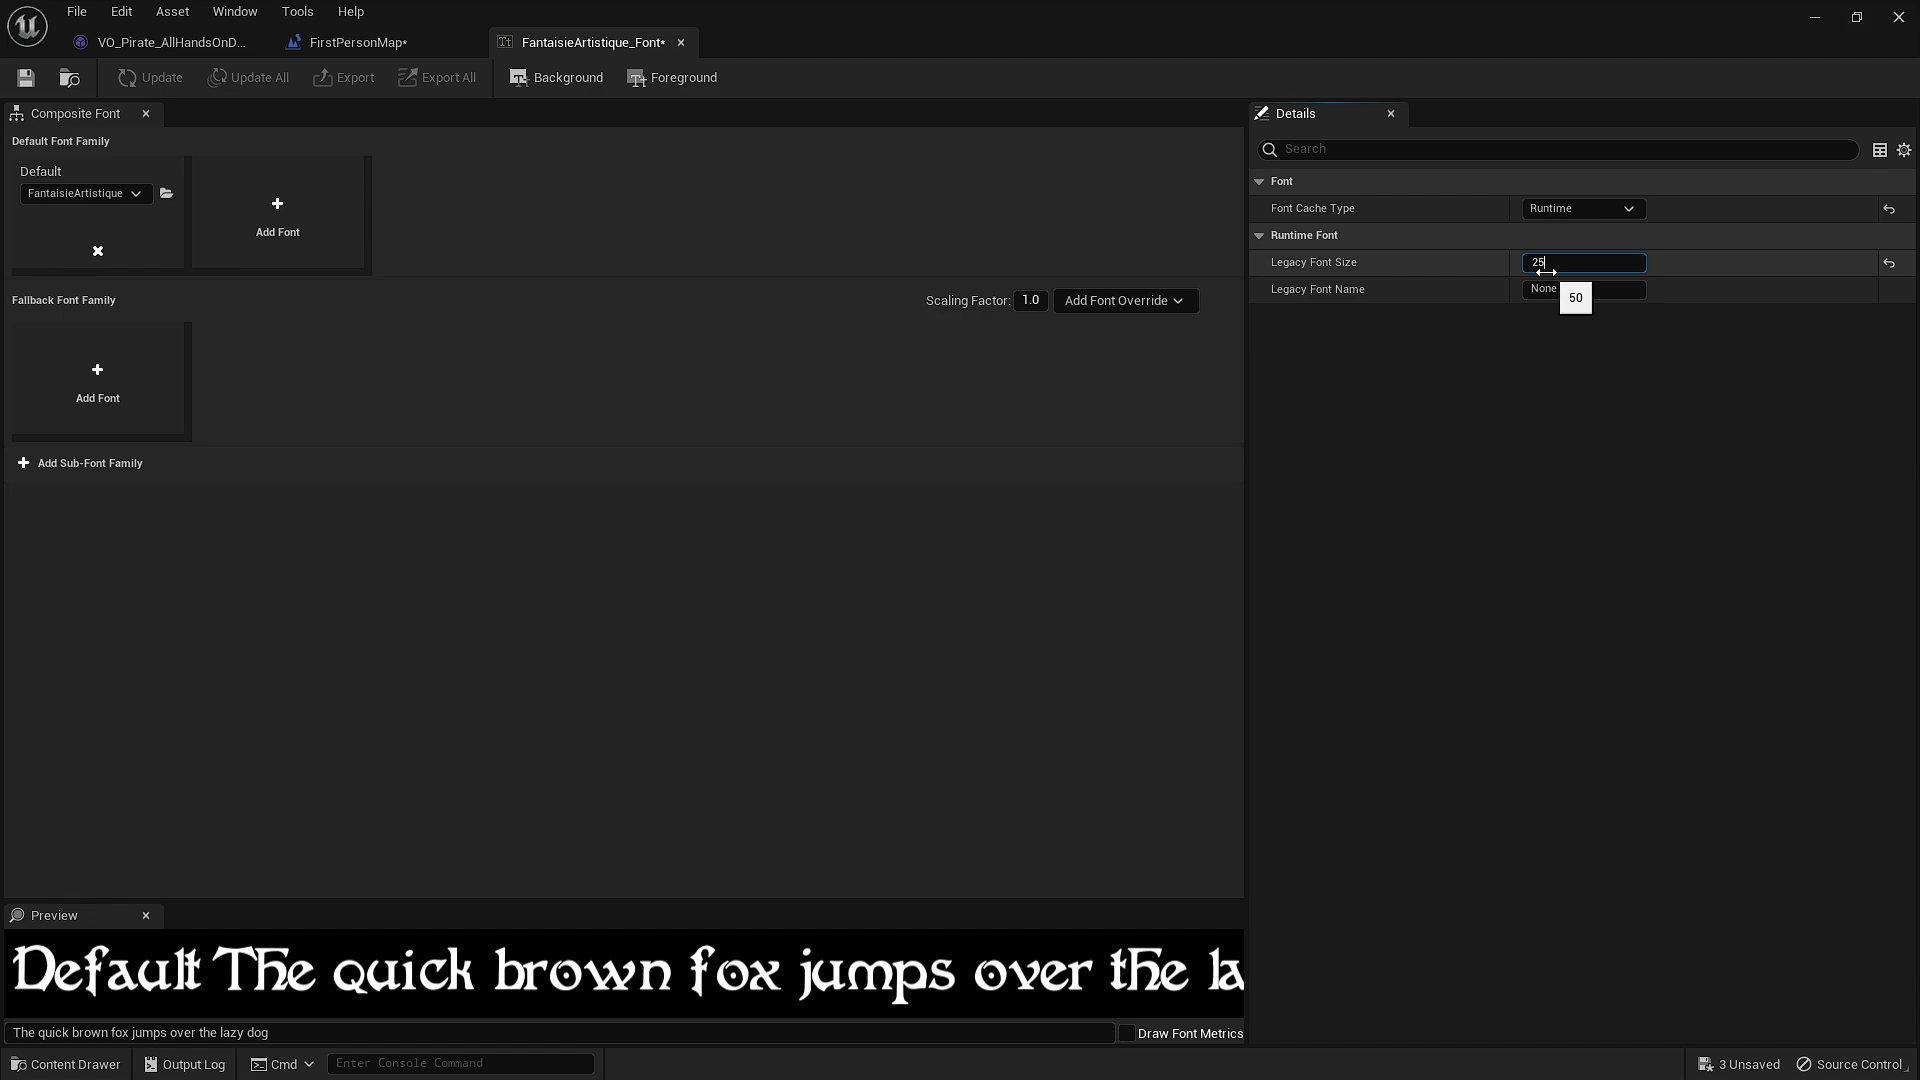 File Edit Asset Window Tools Help
VO_Pirate_AllHandsOnD... FirstPersonMap* FantaisieArtistique_Font*
Update Update All Export Export All Background Foreground
Composite Font
Details
Default Font Family
Search
Default
FantaisieArtistique
Add Font
Font
Font Cache Type Runtime
Runtime Font
Legacy Font Size 25
Legacy Font Name None
50
Fallback Font Family Scaling Factor: 1.0 Add Font Override
Add Font
Add Sub-Font Family
Preview
Default The quick brown fox jumps over the la
The quick brown fox jumps over the lazy dog Draw Font Metrics
Content Drawer Output Log Cmd Enter Console Command 3 Unsaved Source Control